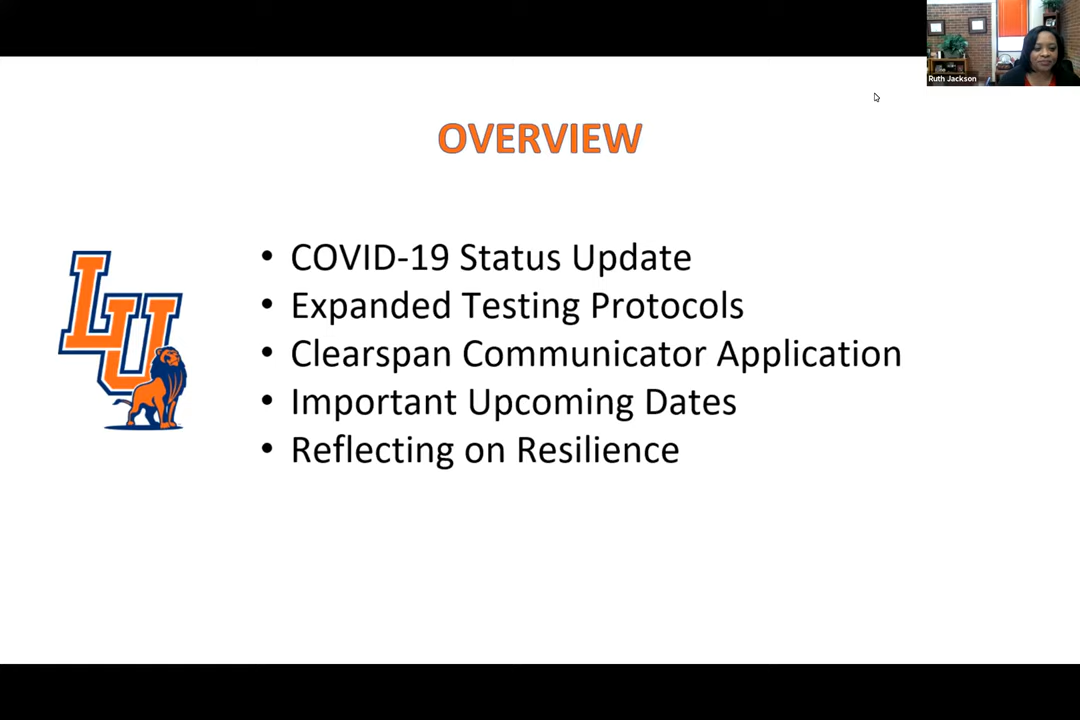 Ruth Jackson
OVERVIEW
LU
• COVID-19 Status Update
• Expanded Testing Protocols
• Clearspan Communicator Application
• Important Upcoming Dates
• Reflecting on Resilience